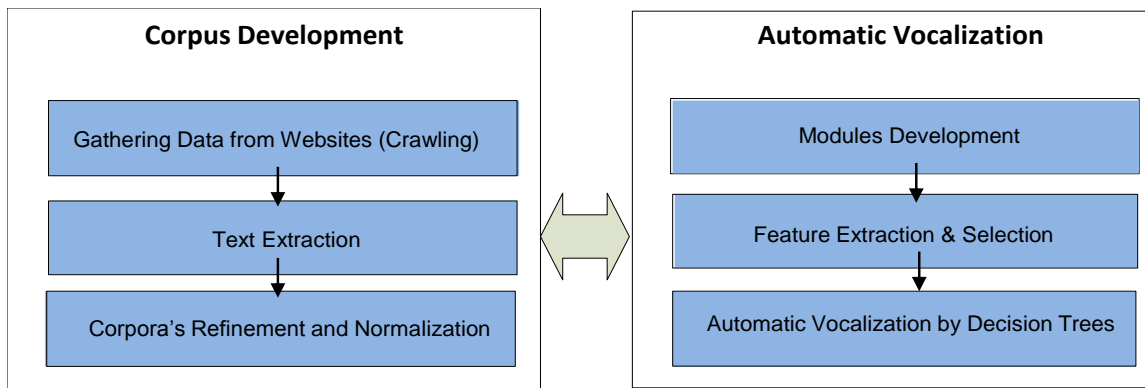 Corpus Development
Gathering Data from Websites (Crawling)
Text Extraction
Corpora’s Refinement and Normalization
Automatic Vocalization
Modules Development
Feature Extraction & Selection
Automatic Vocalization by Decision Trees